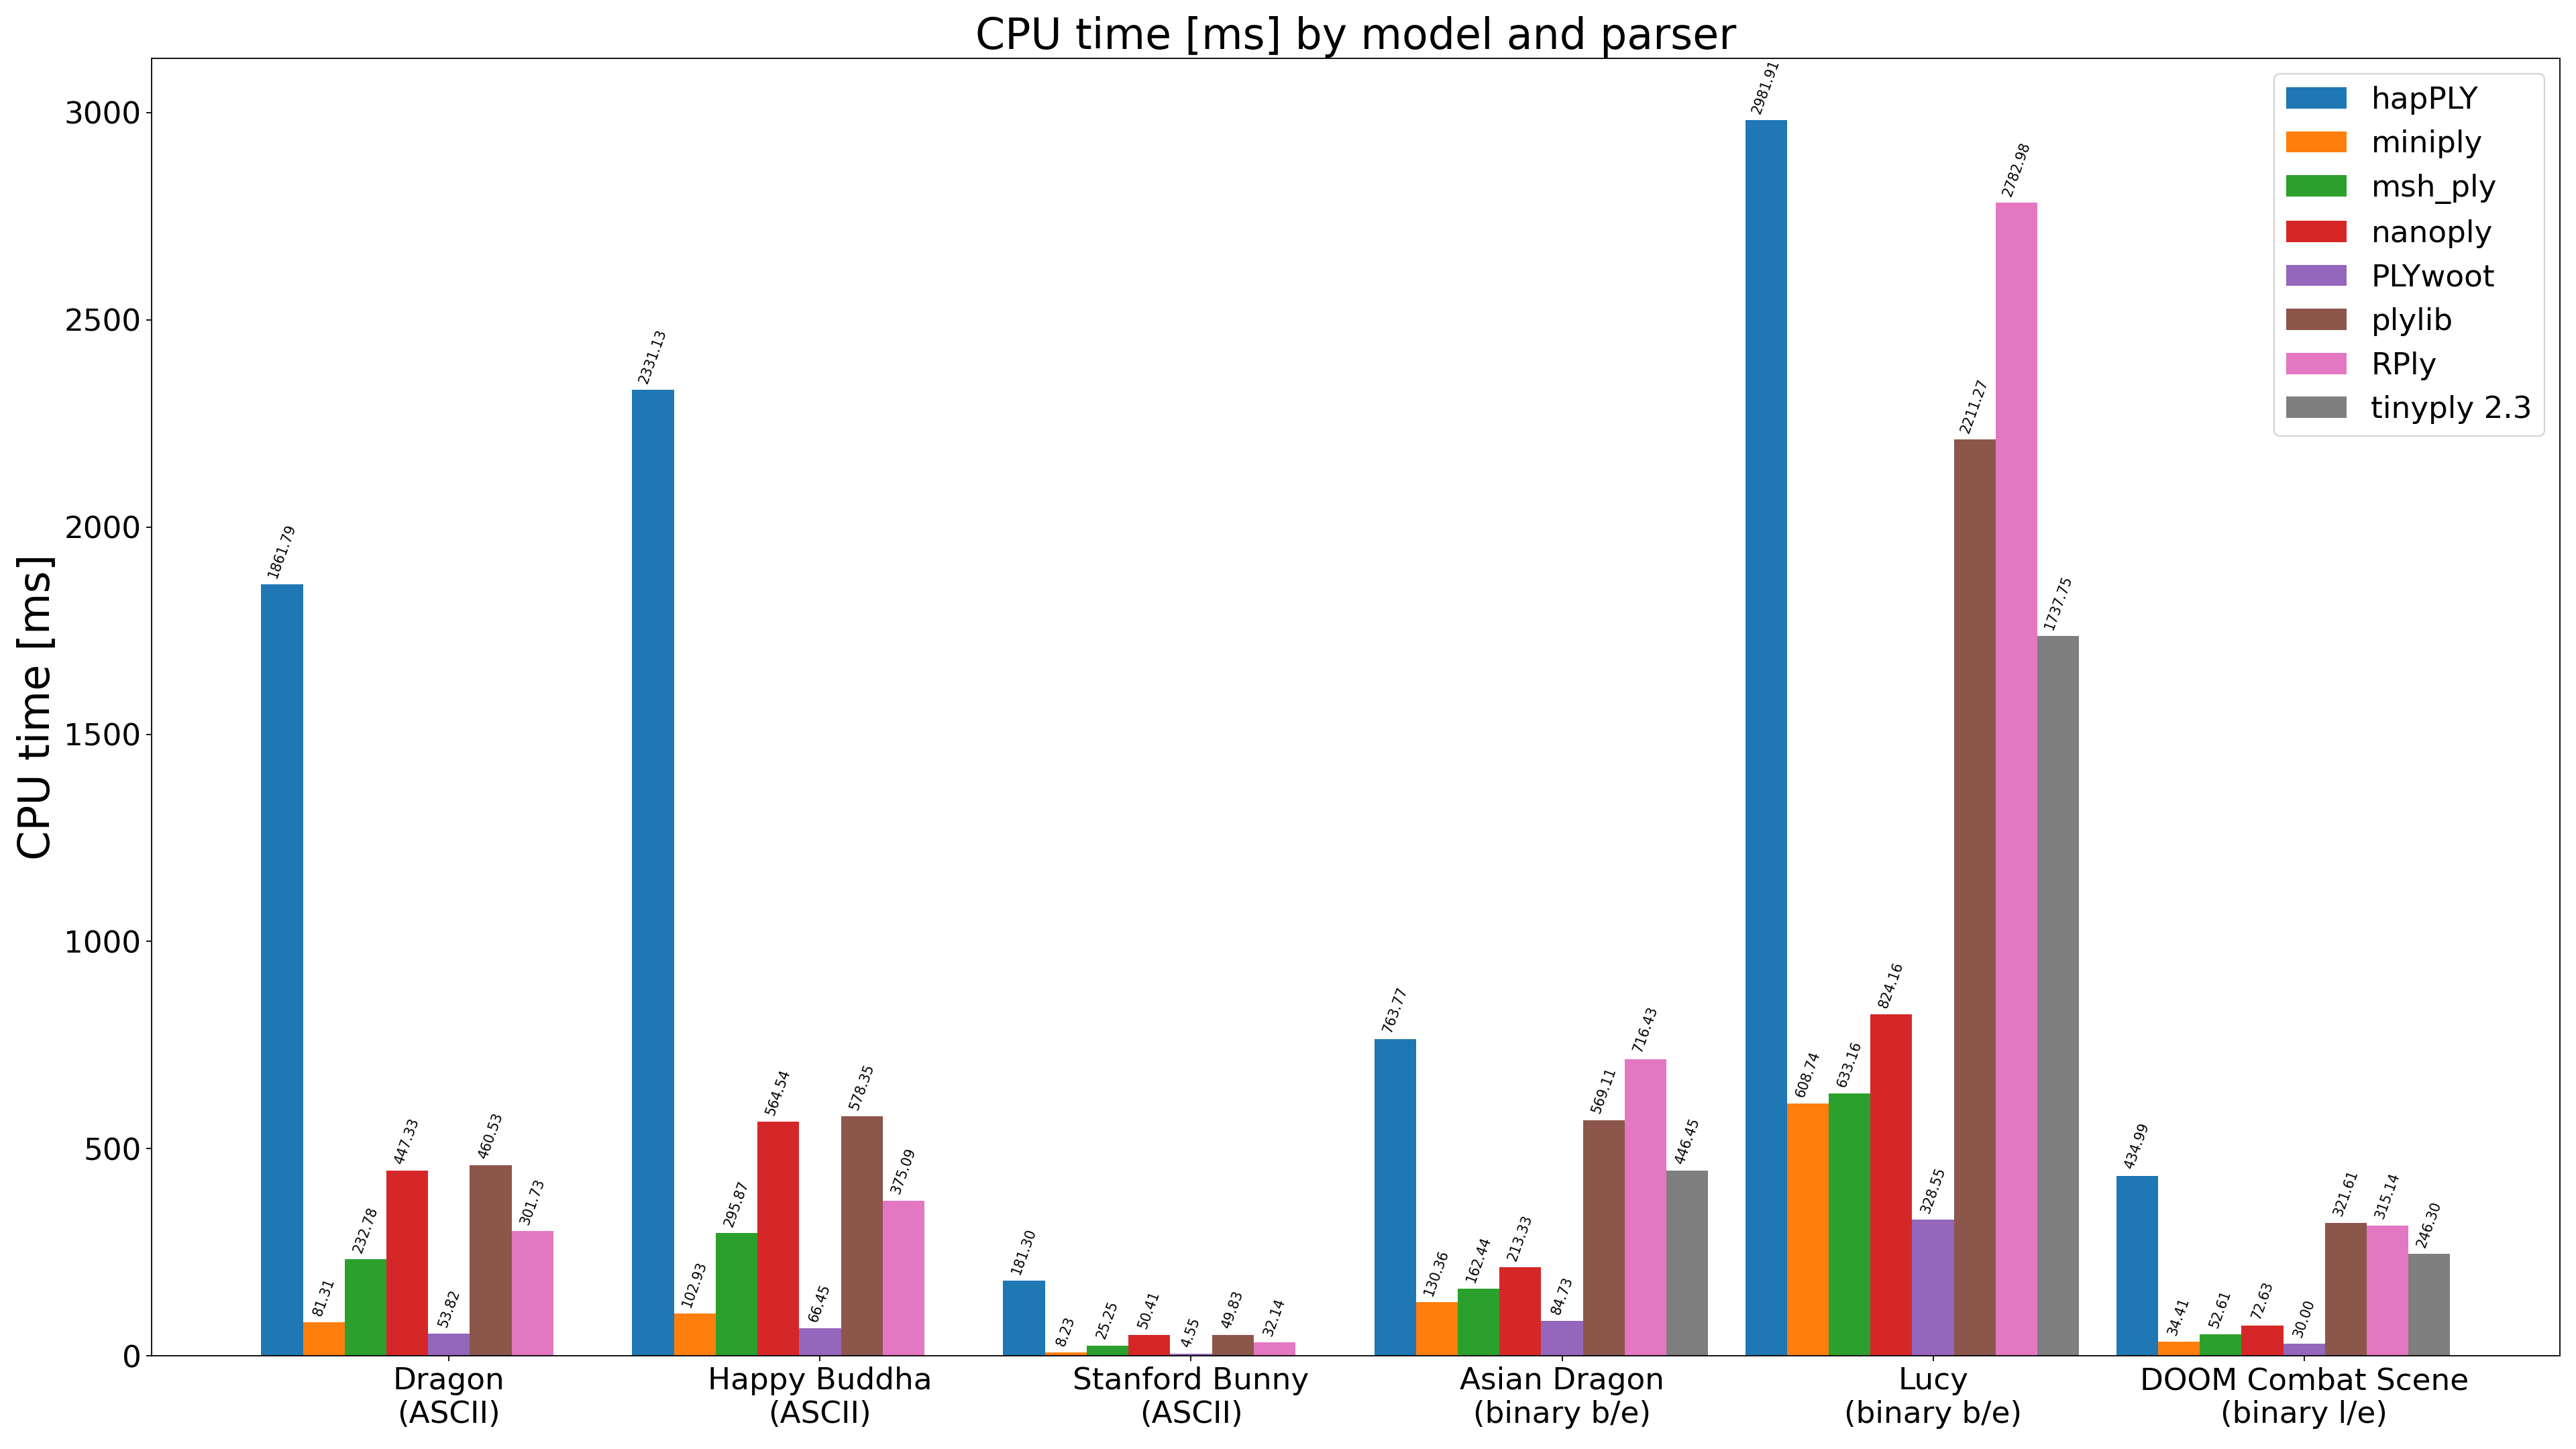 CPU time [ms] by model and parser
CPU time [ms]
3000
2500
2000
1500
1000
500
0
hapPLY
miniply
msh_ply
nanoply
PLYwoot
plylib
RPly
tinyply 2.3
1861.79
81.31
232.78
447.33
53.82
460.53
301.73
2331.13
102.93
295.87
564.54
66.45
578.35
375.09
181.30
8.23
25.25
50.41
4.55
49.83
32.14
763.77
130.36
162.44
213.33
84.73
569.11
716.43
446.45
2981.91
608.74
633.16
824.16
328.55
2211.27
2782.98
1737.75
434.99
34.41
52.61
72.63
30.00
321.61
315.14
246.30
Dragon
(ASCII)
Happy Buddha
(ASCII)
Stanford Bunny
(ASCII)
Asian Dragon
(binary b/e)
Lucy
(binary b/e)
DOOM Combat Scene
(binary l/e)